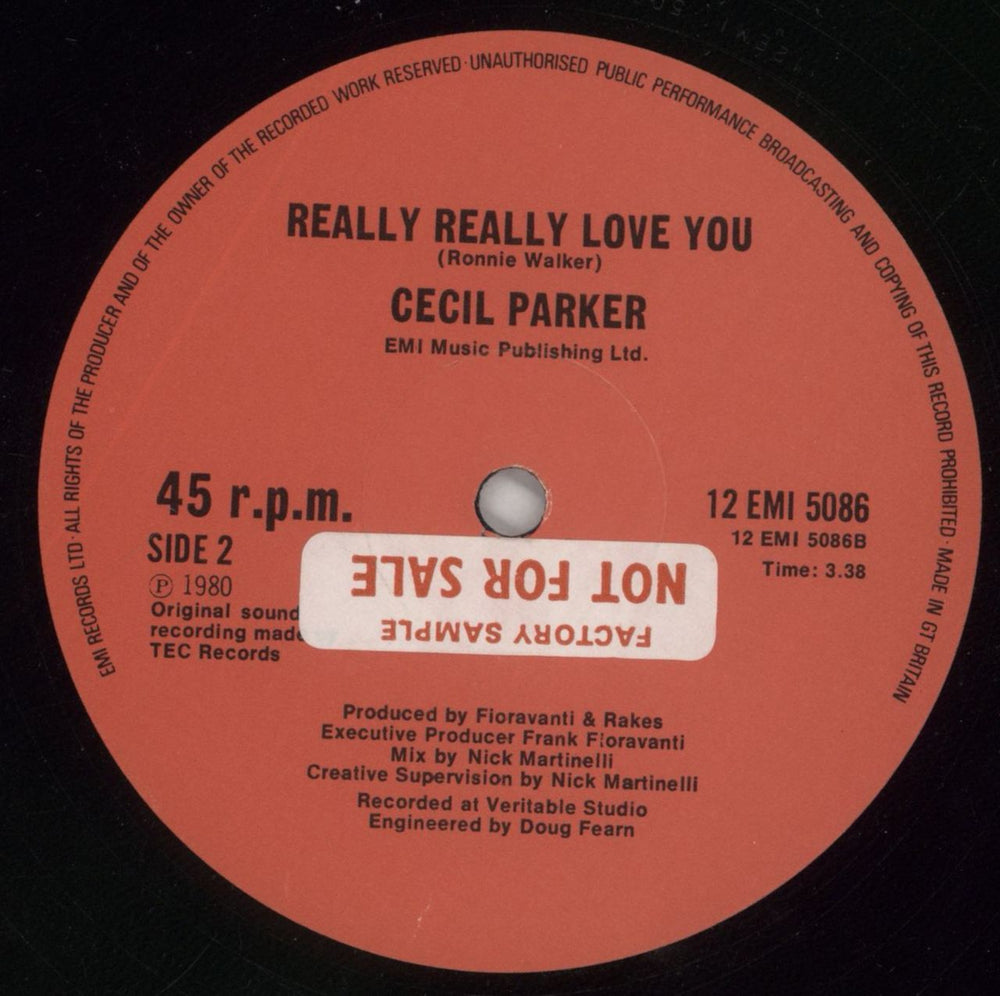 EMI RECORDS LTD · ALL RIGHTS OF THE PRODUCER AND OF THE OWNER OF THE RECORDED WORK RESERVED · UNAUTHORISED PUBLIC PERFORMANCE BROADCASTING AND COPYING OF THIS RECORD PROHIBITED · MADE IN GT BRITAIN
REALLY REALLY LOVE YOU
(Ronnie Walker)
CECIL PARKER
EMI Music Publishing Ltd.
45 r.p.m.
SIDE 2
℗ 1980
Original sound
recording made
TEC Records
12 EMI 5086
12 EMI 5086B
Time: 3.38
FACTORY SAMPLE
NOT FOR SALE
Produced by Fioravanti & Rakes
Executive Producer Frank Fioravanti
Mix by Nick Martinelli
Creative Supervision by Nick Martinelli
Recorded at Veritable Studio
Engineered by Doug Fearn